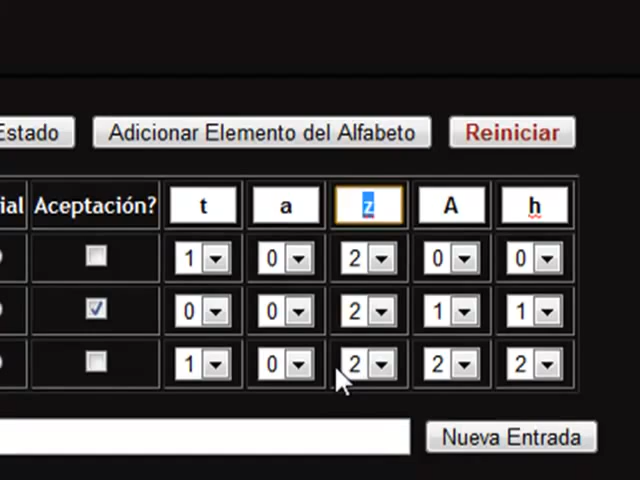 Estado Adicionar Elemento del Alfabeto Reiniciar
ial Aceptación? t a z A h
1 0 2 0 0
0 0 2 1 1
1 0 2 2 2
Nueva Entrada